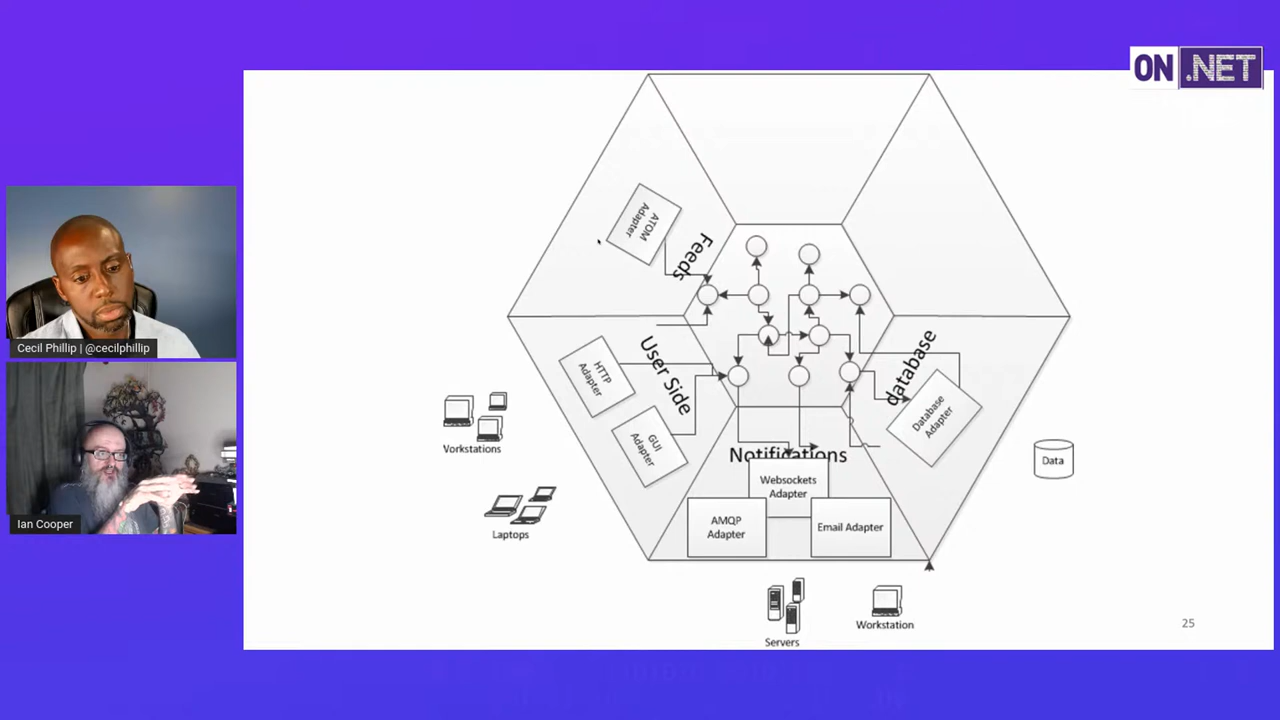 ON .NET
ATOM
Adapter
Feeds
User Side
HTTP
Adapter
GUI
Adapter
database
Database
Adapter
Notifications
Websockets
Adapter
AMQP
Adapter
Email Adapter
Workstations
Laptops
Servers
Workstation
Data
25
Cecil Phillip | @cecilphillip
Ian Cooper